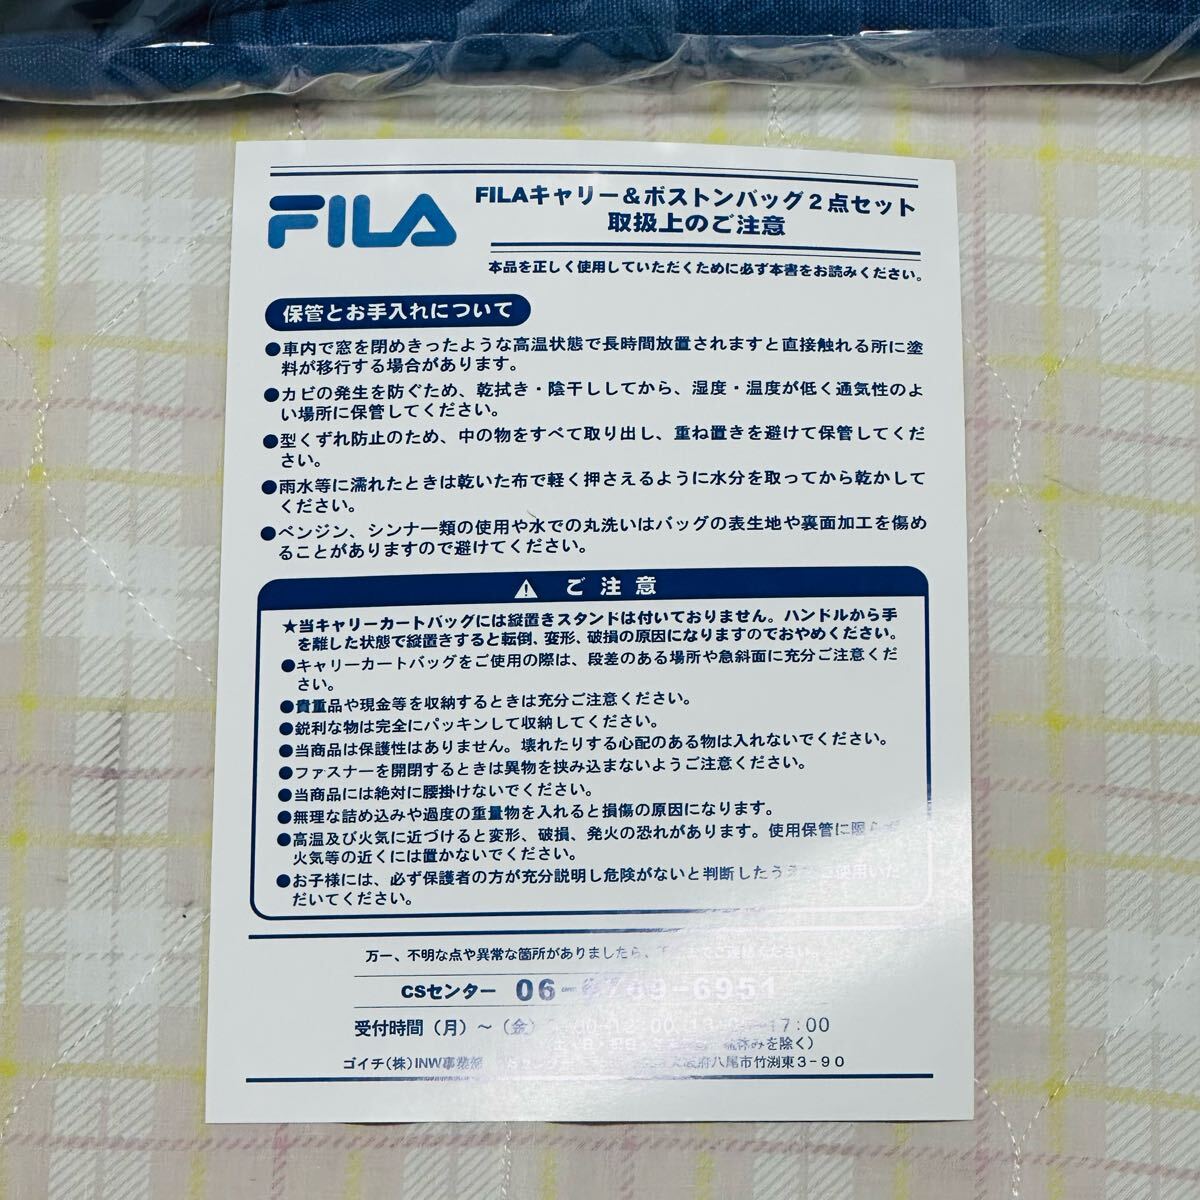 FILA
FILAキャリー＆ボストンバッグ２点セット
取扱上のご注意
本品を正しく使用していただくために必ず本書をお読みください。
保管とお手入れについて
●車内で窓を閉めきったような高温状態で長時間放置されますと直接触れる所に塗
料が移行する場合があります。
●カビの発生を防ぐため、乾拭き・陰干ししてから、湿度・温度が低く通気性のよ
い場所に保管してください。
●型くずれ防止のため、中の物をすべて取り出し、重ね置きを避けて保管してくだ
さい。
●雨水等に濡れたときは乾いた布で軽く押さえるように水分を取ってから乾かして
ください。
●ベンジン、シンナー類の使用や水での丸洗いはバッグの表生地や裏面加工を傷め
ることがありますので避けてください。
⚠ ご注意
★当キャリーカートバッグには縦置きスタンドは付いておりません。ハンドルから手
を離した状態で縦置きすると転倒、変形、破損の原因になりますのでおやめください。
●キャリーカートバッグをご使用の際は、段差のある場所や急斜面に充分ご注意くだ
さい。
●貴重品や現金等を収納するときは充分ご注意ください。
●鋭利な物は完全にパッキンして収納してください。
●当商品は保護性はありません。壊れたりする心配のある物は入れないでください。
●ファスナーを開閉するときは異物を挟み込まないようご注意ください。
●当商品には絶対に腰掛けないでください。
●無理な詰め込みや過度の重量物を入れると損傷の原因になります。
●高温及び火気に近づけると変形、破損、発火の恐れがあります。使用保管に限らず
火気等の近くには置かないでください。
●お子様には、必ず保護者の方が充分説明し危険がないと判断したうえ ご使用いた
だいてください。
万一、不明な点や異常な箇所がありましたら、 までご連絡ください
CSセンター 06 6951
受付時間（月）～（金） 17:00
休みを除く）
ゴイチ（株）INW事業部 大阪府八尾市竹渕東３−９０